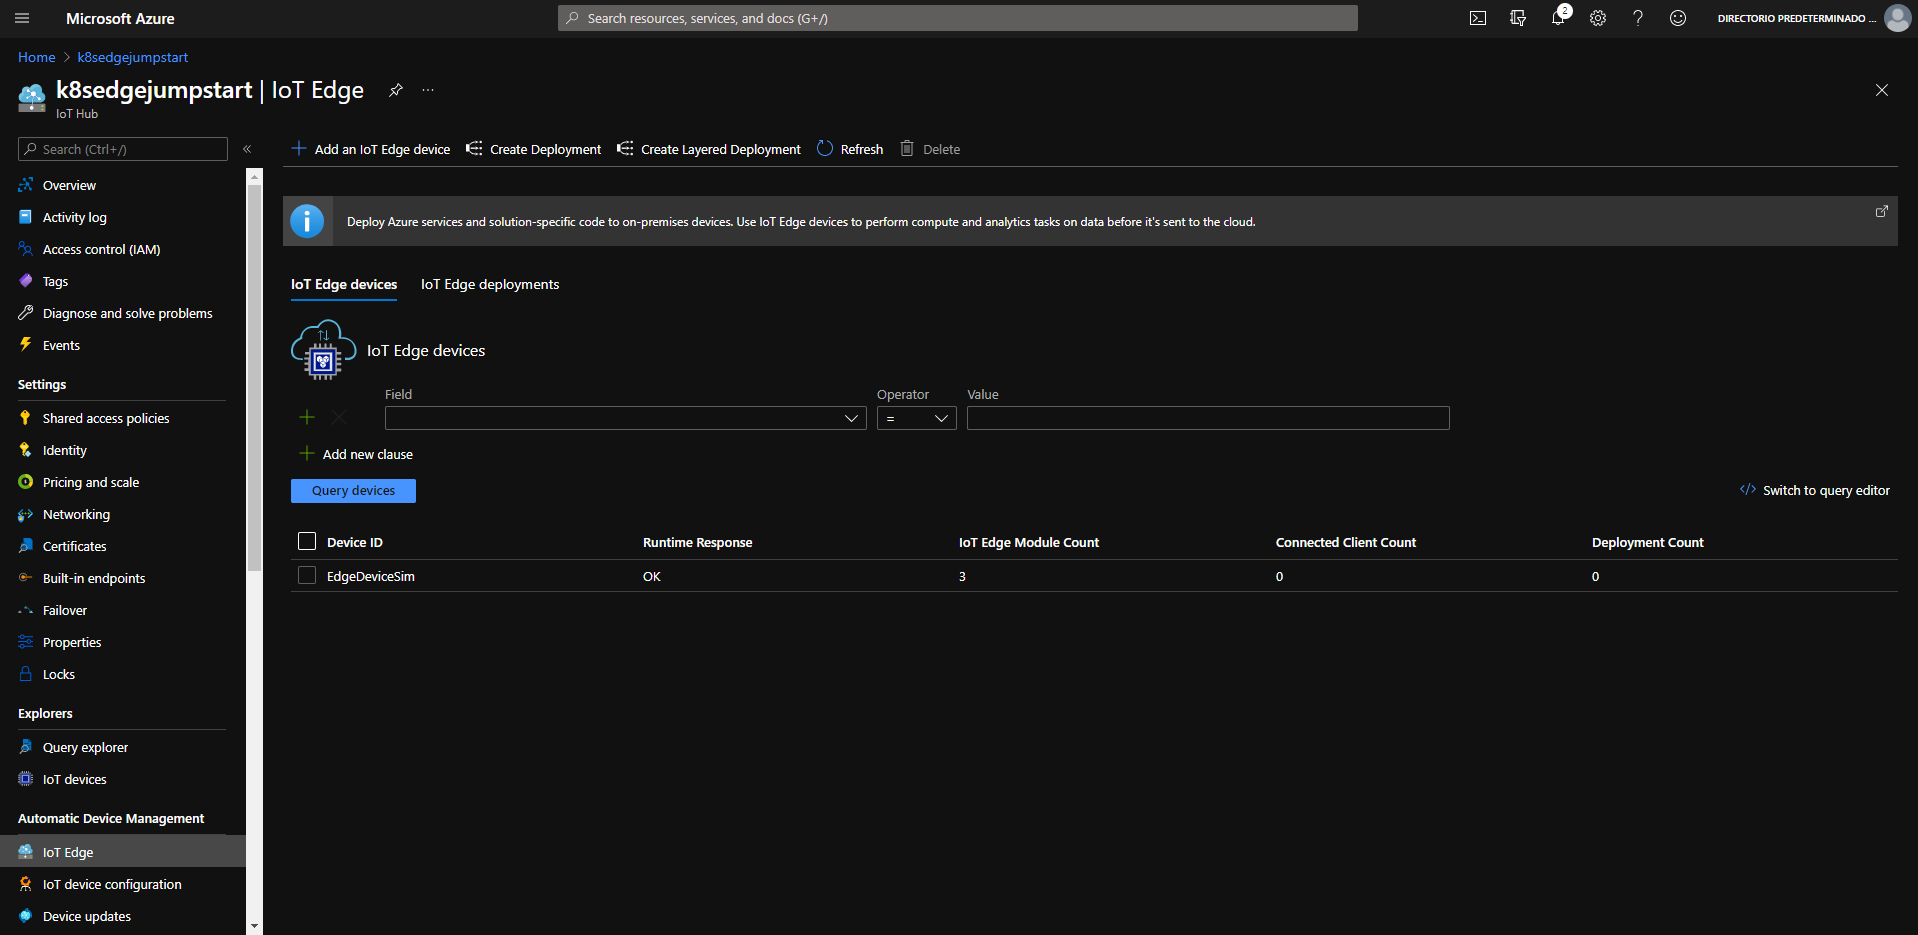 Microsoft Azure
Search resources, services, and docs (G+/)
2
DIRECTORIO PREDETERMINADO ...
Home > k8sedgejumpstart
k8sedgejumpstart | IoT Edge
...
IoT Hub
Search (Ctrl+/)
«
Overview
Activity log
Access control (IAM)
Tags
Diagnose and solve problems
Events
Settings
Shared access policies
Identity
Pricing and scale
Networking
Certificates
Built-in endpoints
Failover
Properties
Locks
Explorers
Query explorer
IoT devices
Automatic Device Management
IoT Edge
IoT device configuration
Device updates
Add an IoT Edge device Create Deployment Create Layered Deployment Refresh Delete
Deploy Azure services and solution-specific code to on-premises devices. Use IoT Edge devices to perform compute and analytics tasks on data before it's sent to the cloud.
IoT Edge devices IoT Edge deployments
IoT Edge devices
Field Operator Value
=
Add new clause
Query devices
</> Switch to query editor
Device ID Runtime Response IoT Edge Module Count Connected Client Count Deployment Count
EdgeDeviceSim OK 3 0 0